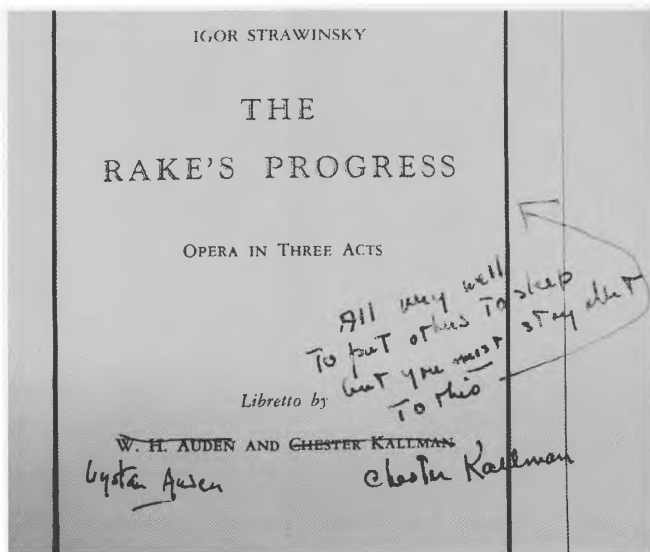 IGOR STRAWINSKY
THE
RAKE'S PROGRESS
OPERA IN THREE ACTS
All very well
To put others To sleep
but you must stay alert
To this
Libretto by
W. H. AUDEN AND CHESTER KALLMAN
Wystan Auden
Chester Kallman